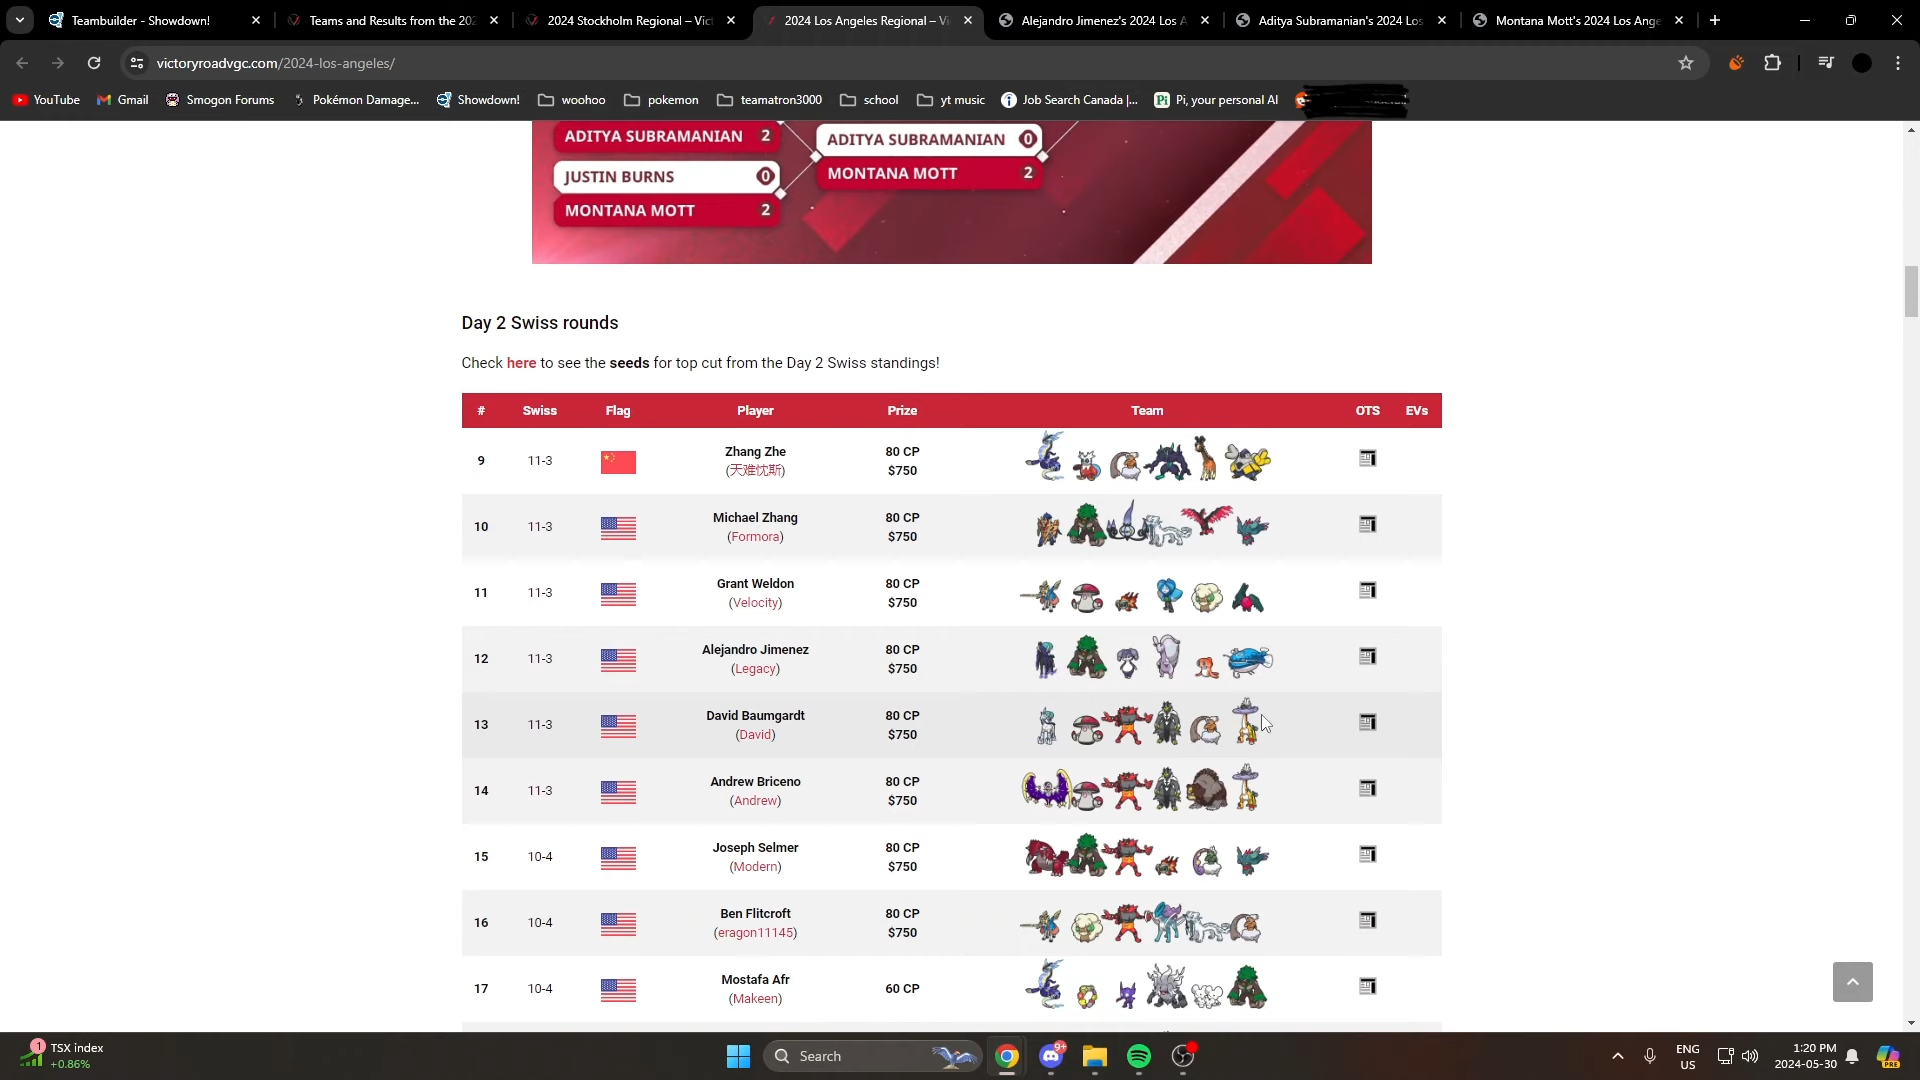 Teambuilder - Showdown!
Teams and Results from the 202
2024 Stockholm Regional – Vict
2024 Los Angeles Regional – Vi
Alejandro Jimenez's 2024 Los A
Aditya Subramanian's 2024 Los
Montana Mott's 2024 Los Ange
victoryroadvgc.com/2024-los-angeles/
YouTube
Gmail
Smogon Forums
Pokémon Damage...
Showdown!
woohoo
pokemon
teamatron3000
school
yt music
Job Search Canada |...
Pi, your personal AI
ADITYA SUBRAMANIAN 2
JUSTIN BURNS 0
MONTANA MOTT 2
ADITYA SUBRAMANIAN 0
MONTANA MOTT 2
Day 2 Swiss rounds
Check here to see the seeds for top cut from the Day 2 Swiss standings!
# Swiss Flag Player Prize Team OTS EVs
9 11-3 Zhang Zhe 80 CP
(天难忱斯) $750
10 11-3 Michael Zhang 80 CP
(Formora) $750
11 11-3 Grant Weldon 80 CP
(Velocity) $750
12 11-3 Alejandro Jimenez 80 CP
(Legacy) $750
13 11-3 David Baumgardt 80 CP
(David) $750
14 11-3 Andrew Briceno 80 CP
(Andrew) $750
15 10-4 Joseph Selmer 80 CP
(Modern) $750
16 10-4 Ben Flitcroft 80 CP
(eragon11145) $750
17 10-4 Mostafa Afr 60 CP
(Makeen)
1 TSX index
+0.86%
Search
9+
ENG
US
1:20 PM
2024-05-30
PRE